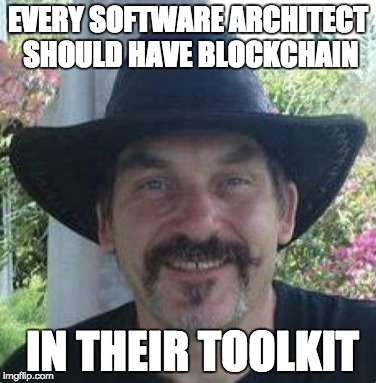 EVERY SOFTWARE ARCHITECT
SHOULD HAVE BLOCKCHAIN
IN THEIR TOOLKIT
imgflip.com